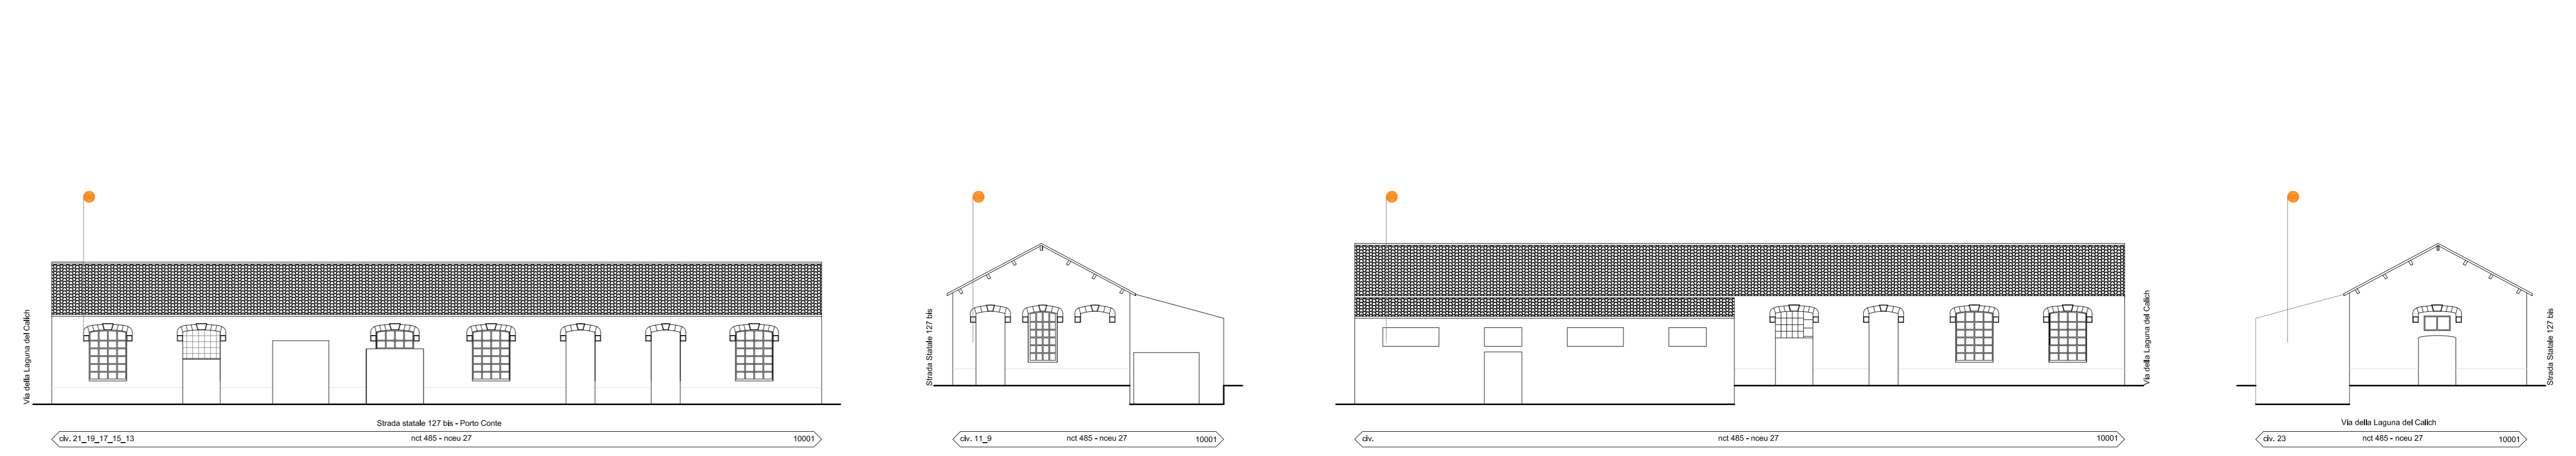 Via della Laguna del Calich
Strada statale 127 bis - Porto Conte
civ. 21_19_17_15_13
nct 485 - nceu 27
10001
Strada Statale 127 bis
civ. 11_9
nct 485 - nceu 27
10001
Via della Laguna del Calich
civ.
nct 485 - nceu 27
10001
Strada Statale 127 bis
Via della Laguna del Calich
civ. 23
nct 485 - nceu 27
10001